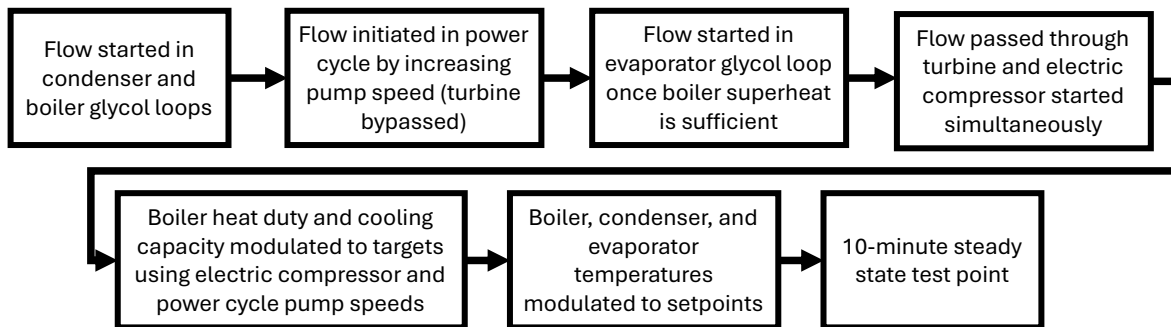 Flow started in
condenser and
boiler glycol loops
Flow initiated in power
cycle by increasing
pump speed (turbine
bypassed)
Flow started in
evaporator glycol loop
once boiler superheat
is sufficient
Flow passed through
turbine and electric
compressor started
simultaneously
Boiler heat duty and cooling
capacity modulated to targets
using electric compressor and
power cycle pump speeds
Boiler, condenser, and
evaporator
temperatures
modulated to setpoints
10-minute steady
state test point